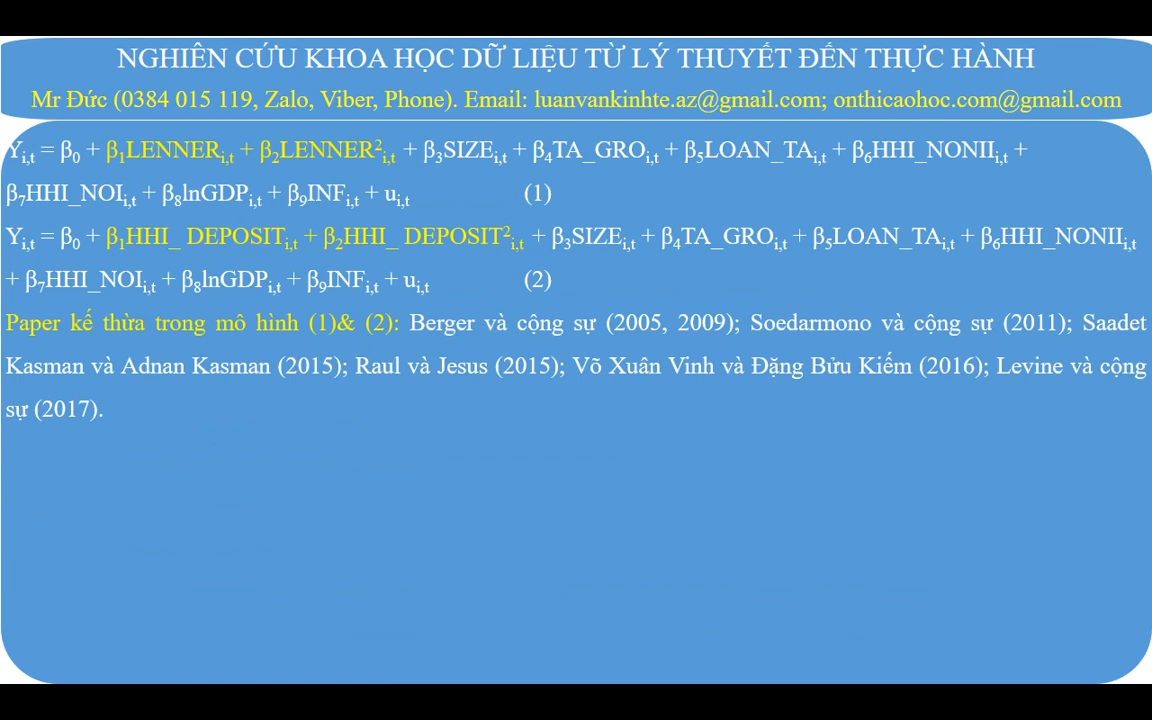 NGHIÊN CỨU KHOA HỌC DỮ LIỆU TỪ LÝ THUYẾT ĐẾN THỰC HÀNH
Mr Đức (0384 015 119, Zalo, Viber, Phone). Email: luanvankinhte.az@gmail.com; onthicaohoc.com@gmail.com
Yi,t = β0 + β1LENNERi,t + β2LENNER²i,t + β3SIZEi,t + β4TA_GROi,t + β5LOAN_TAi,t + β6HHI_NONIIi,t +
β7HHI_NOIi,t + β8lnGDPi,t + β9INFi,t + ui,t (1)
Yi,t = β0 + β1HHI_ DEPOSITi,t + β2HHI_ DEPOSIT²i,t + β3SIZEi,t + β4TA_GROi,t + β5LOAN_TAi,t + β6HHI_NONIIi,t
+ β7HHI_NOIi,t + β8lnGDPi,t + β9INFi,t + ui,t (2)
Paper kế thừa trong mô hình (1)& (2): Berger và cộng sự (2005, 2009); Soedarmono và cộng sự (2011); Saadet
Kasman và Adnan Kasman (2015); Raul và Jesus (2015); Võ Xuân Vinh và Đặng Bửu Kiếm (2016); Levine và cộng
sự (2017).